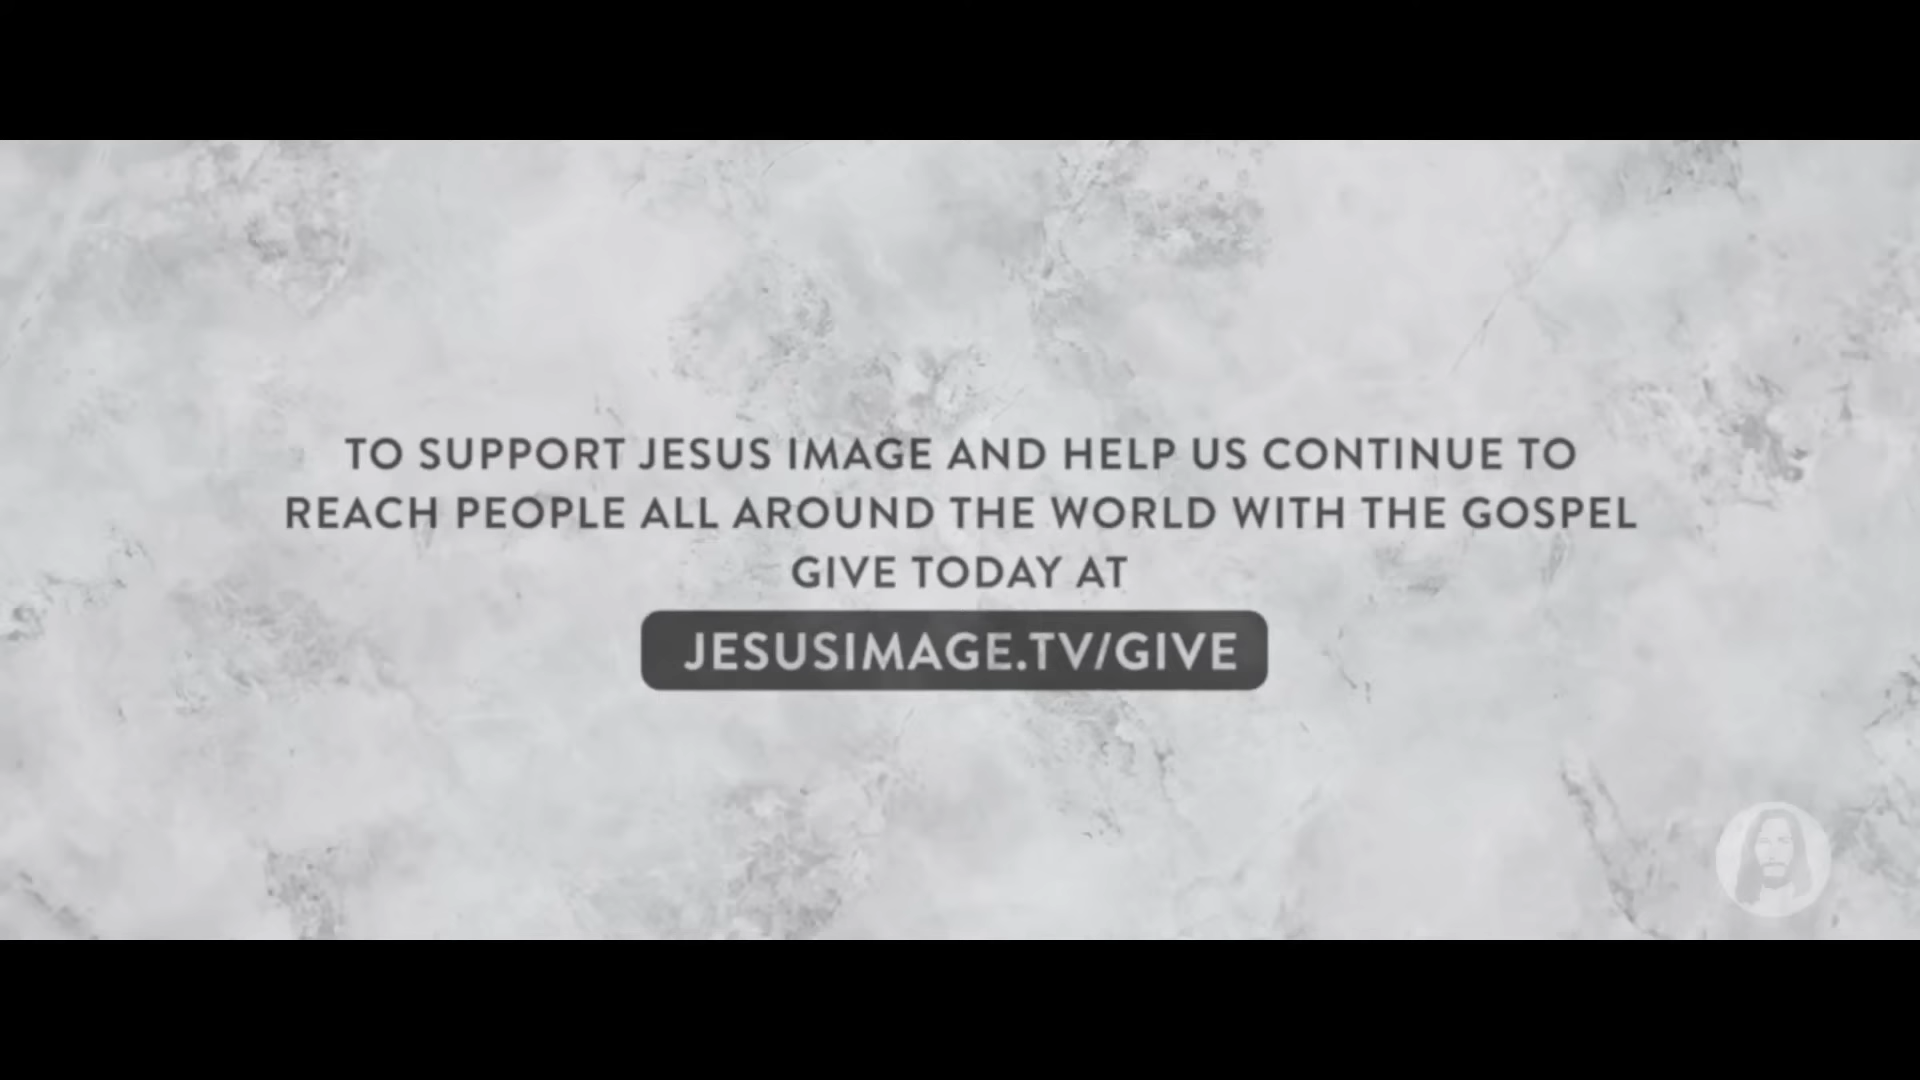 TO SUPPORT JESUS IMAGE AND HELP US CONTINUE TO
REACH PEOPLE ALL AROUND THE WORLD WITH THE GOSPEL
GIVE TODAY AT
JESUSIMAGE.TV/GIVE